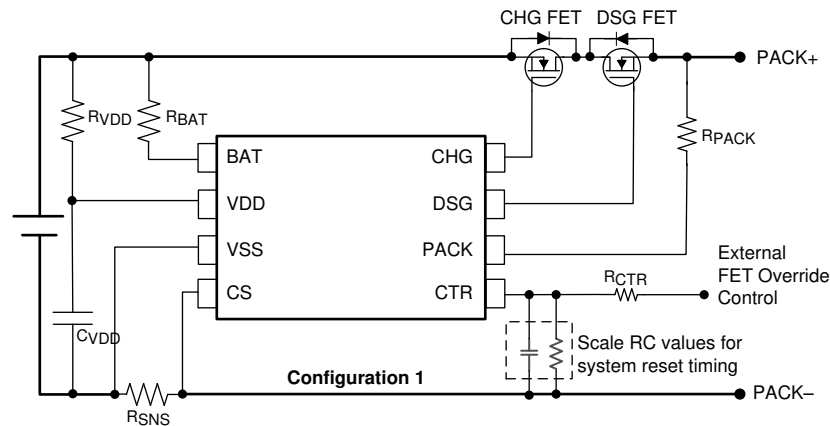 CHG FET DSG FET
PACK+
RVDD
RBAT
RPACK
BAT
CHG
VDD
DSG
VSS
PACK
CS
CTR
External
FET Override
Control
RCTR
CVDD
Scale RC values for
system reset timing
Configuration 1
RSNS
PACK–